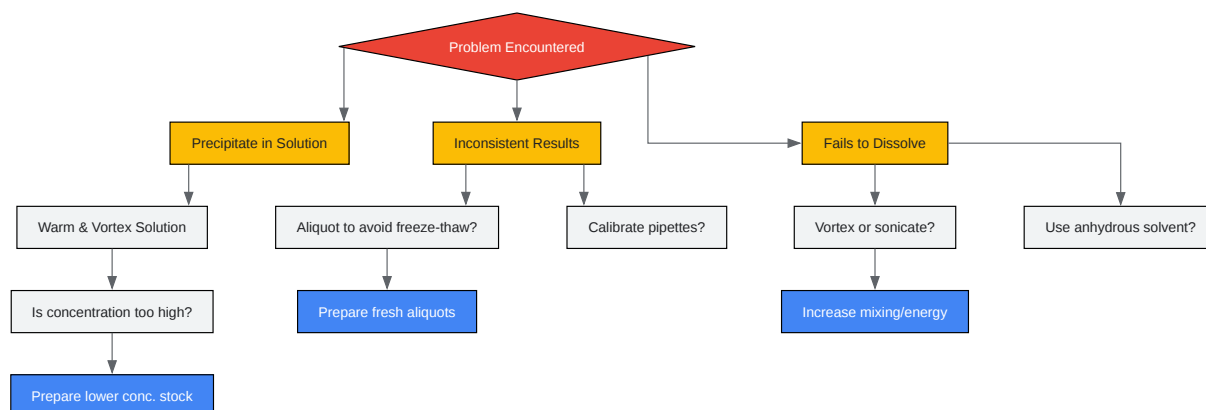 Problem Encountered
Precipitate in Solution
Inconsistent Results
Fails to Dissolve
Warm & Vortex Solution
Aliquot to avoid freeze-thaw?
Calibrate pipettes?
Vortex or sonicate?
Use anhydrous solvent?
Is concentration too high?
Prepare fresh aliquots
Increase mixing/energy
Prepare lower conc. stock